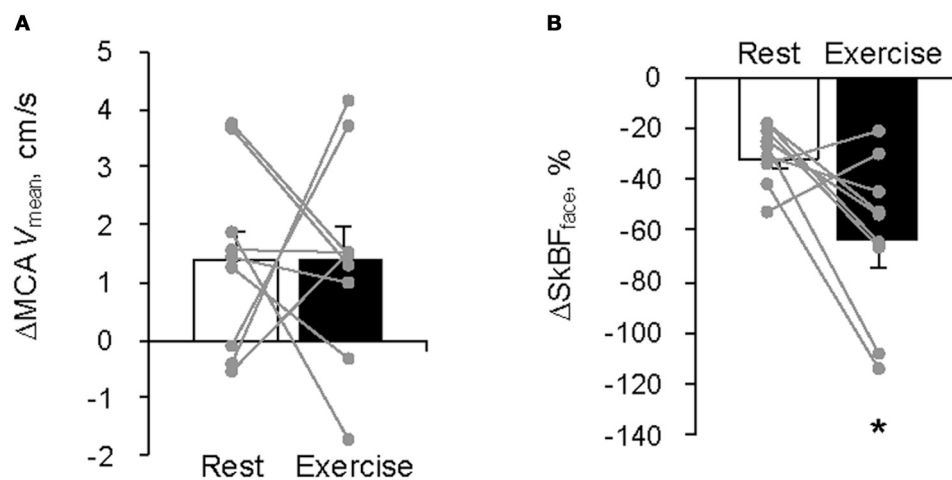 A
ΔMCA Vmean, cm/s
5
4
3
2
1
0
-1
-2
Rest Exercise
B
Rest Exercise
ΔSkBFface, %
0
-20
-40
-60
-80
-100
-120
-140
*